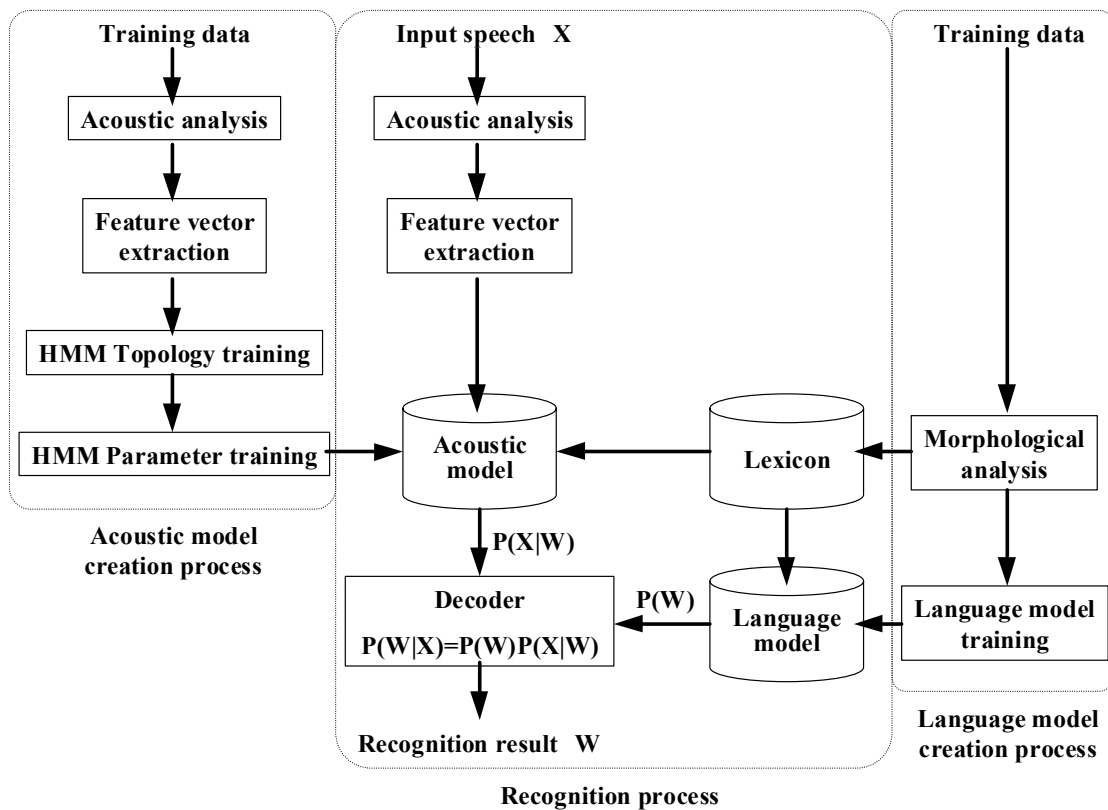 Training data
Acoustic analysis
Feature vector
extraction
HMM Topology training
HMM Parameter training
Acoustic model
creation process
Input speech X
Acoustic analysis
Feature vector
extraction
Acoustic
model
Lexicon
P(X|W)
Decoder
P(W|X)=P(W)P(X|W)
P(W)
Language
model
Recognition result W
Recognition process
Training data
Morphological
analysis
Language model
training
Language model
creation process